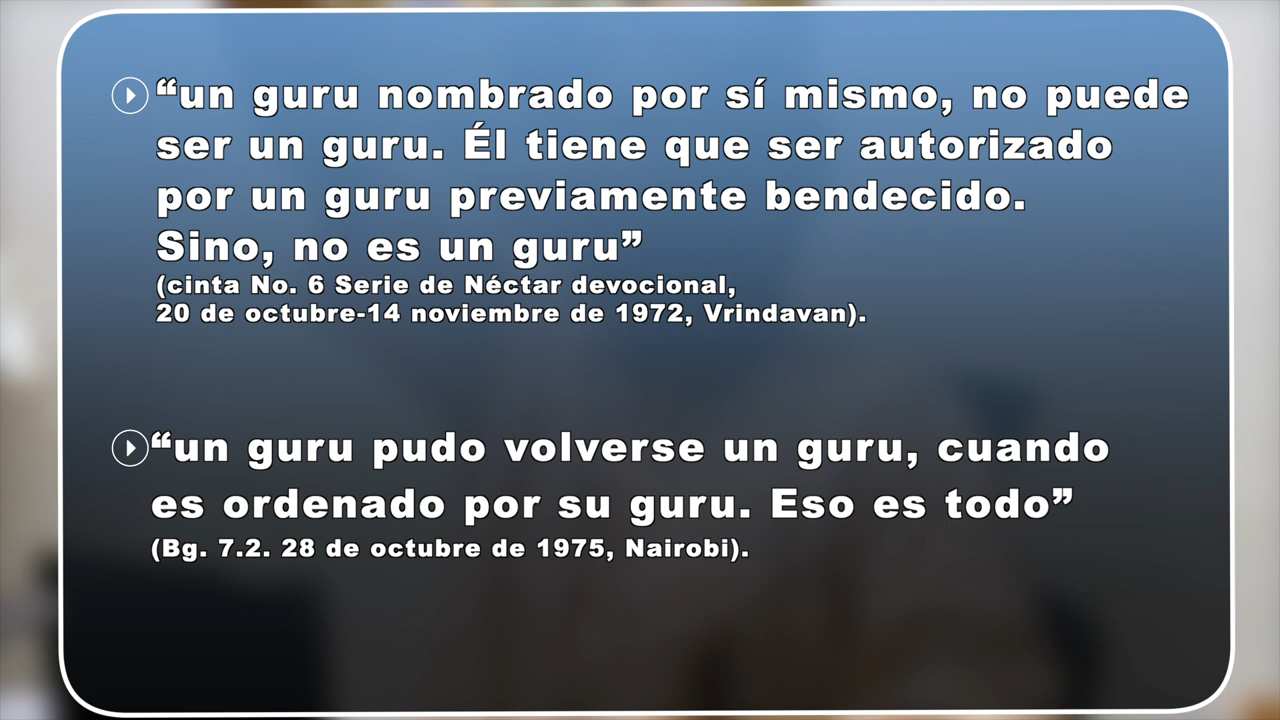 “un guru nombrado por sí mismo, no puede
ser un guru. Él tiene que ser autorizado
por un guru previamente bendecido.
Sino, no es un guru”
(cinta No. 6 Serie de Néctar devocional,
20 de octubre-14 noviembre de 1972, Vrindavan).
“un guru pudo volverse un guru, cuando
es ordenado por su guru. Eso es todo”
(Bg. 7.2. 28 de octubre de 1975, Nairobi).